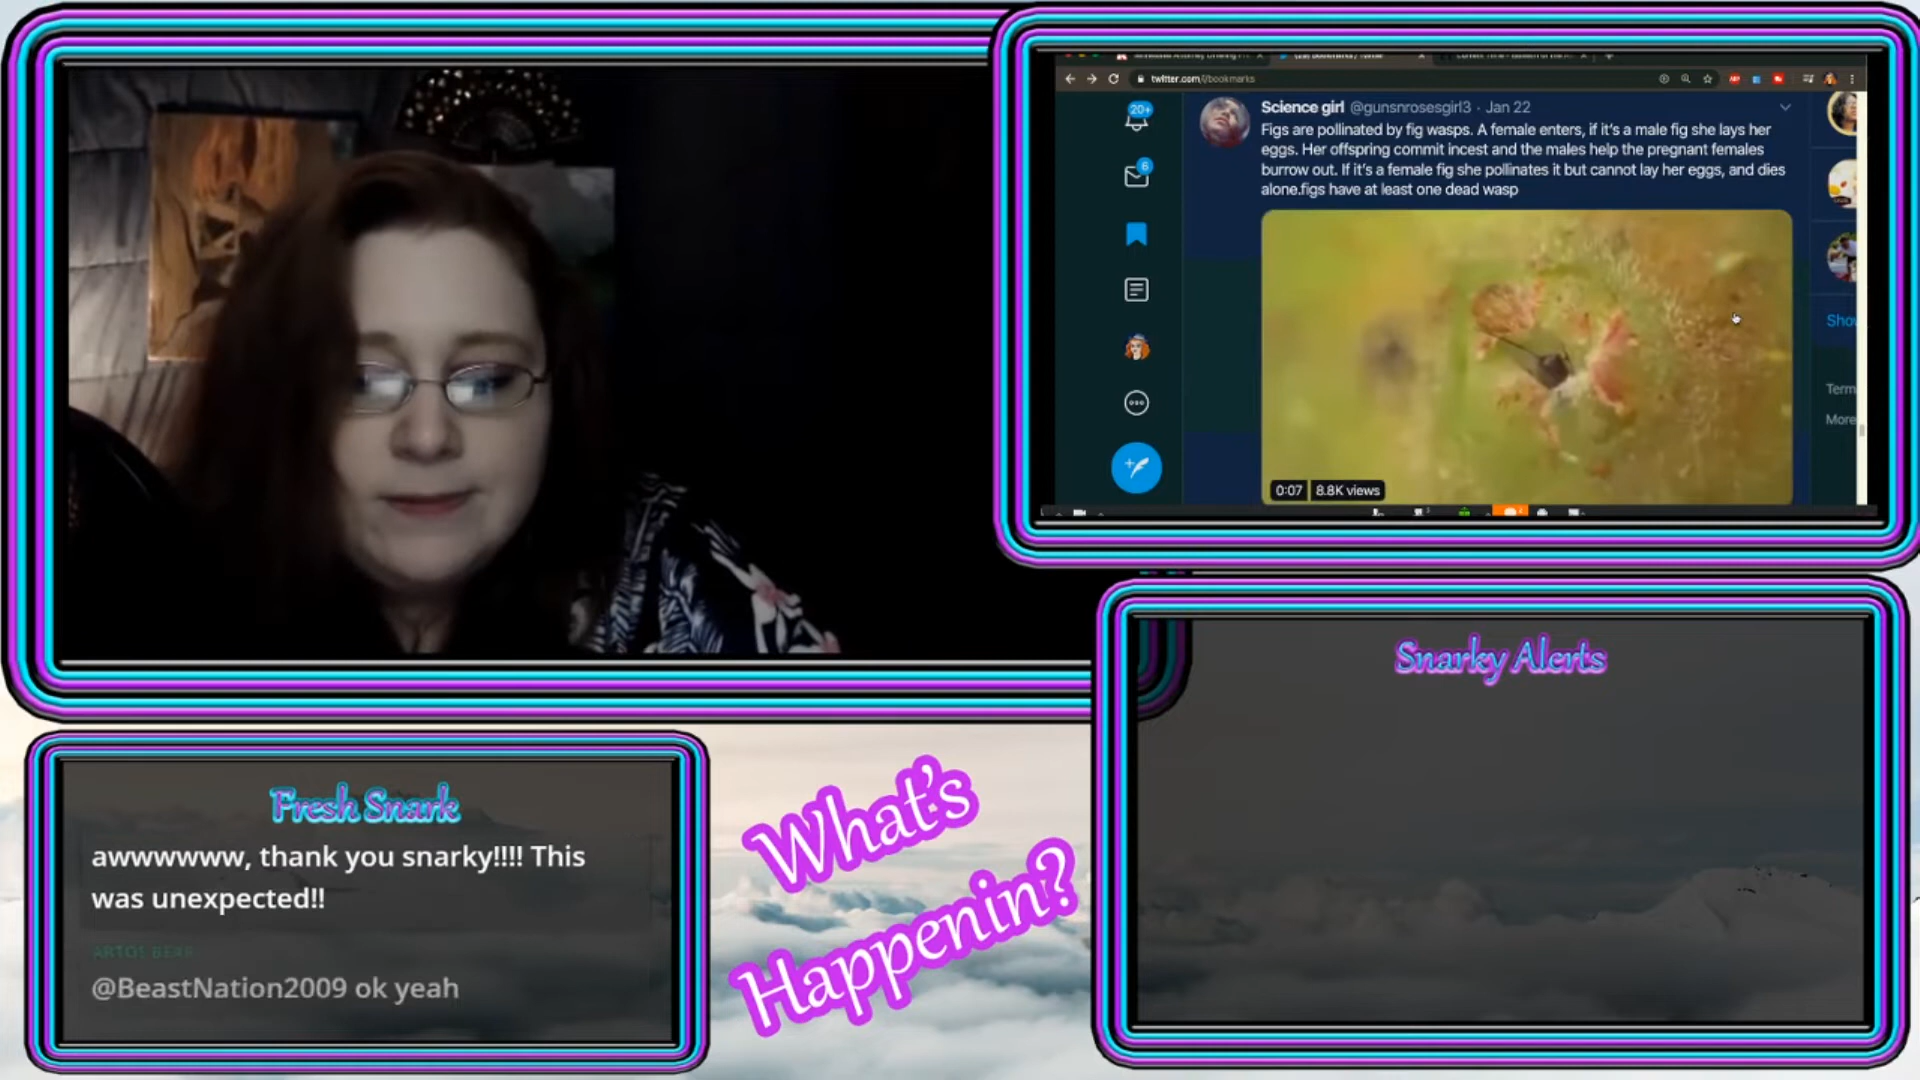 twitter.com/i/bookmarks
20+
6
Science girl @gunsnrosesgirl3 · Jan 22
Figs are pollinated by fig wasps. A female enters, if it's a male fig she lays her
eggs. Her offspring commit incest and the males help the pregnant females
burrow out. If it's a female fig she pollinates it but cannot lay her eggs, and dies
alone.figs have at least one dead wasp
0:07
8.8K views
Show
Term
More
Snarky Alerts
Fresh Snark
awwwwww, thank you snarky!!!! This
was unexpected!!
@BeastNation2009 ok yeah
What's
Happenin?